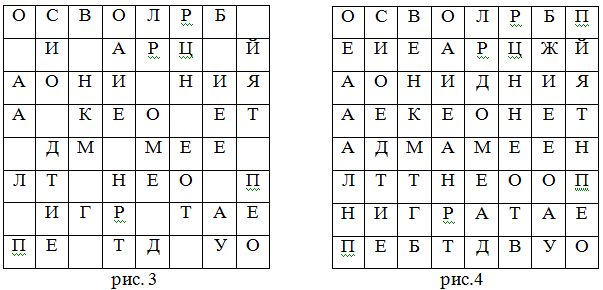 О С В О Л Р Б
И А Р Ц Й
А О Н И Н И Я
А К Е О Е Т
Д М М Е Е
Л Т Н Е О П
И Г Р Т А Е
П Е Т Д У О
рис. 3
О С В О Л Р Б П
Е И Е А Р Ц Ж Й
А О Н И Д Н И Я
А Е К Е О Н Е Т
А Д М А М Е Е Н
Л Т Т Н Е О О П
Н И Г Р А Т А Е
П Е Б Т Д В У О
рис.4